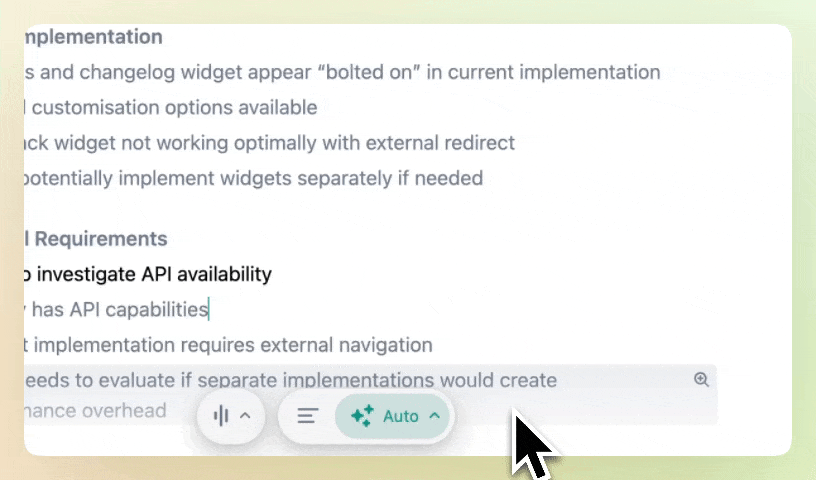 mplementation
s and changelog widget appear “bolted on” in current implementation
customisation options available
ck widget not working optimally with external redirect
potentially implement widgets separately if needed
Requirements
o investigate API availability
has API capabilities
t implementation requires external navigation
eeds to evaluate if separate implementations would create
nance overhead
Auto